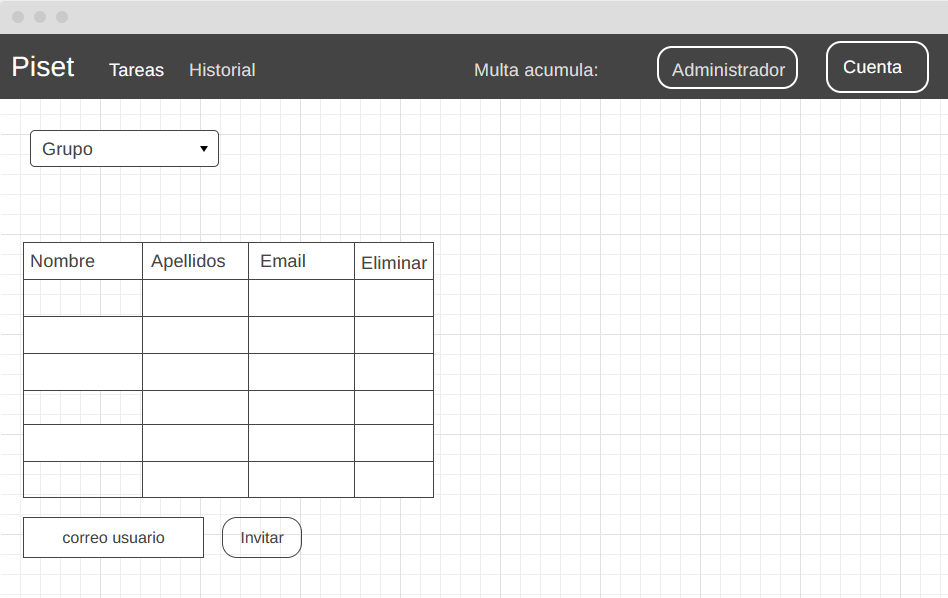 Piset Tareas Historial Multa acumula: Administrador Cuenta
Grupo
Nombre Apellidos Email Eliminar
correo usuario Invitar